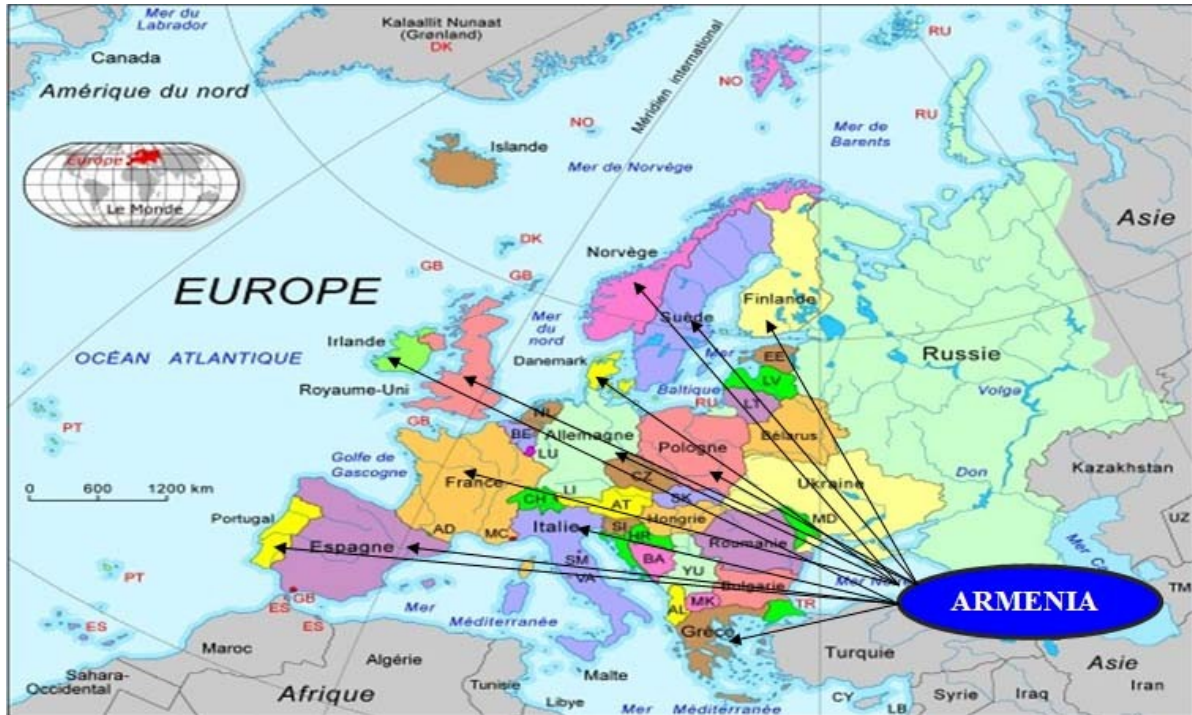 Mer du
Labrador
Canada
Amérique du nord
Kalaallit Nunaat
(Grønland)
DK
Méridien international
NO
RU
NO
RU
Mer de
Barents
Islande
Mer de Norvège
Asie
Europe
Le Monde
DK
GB
GB
Norvège
Finlande
Suède
EUROPE
Mer
du
nord
Irlande
OCÉAN ATLANTIQUE
Danemark
Mer
Baltique
EE
LV
LT
RU
Russie
Volga
Royaume-Uni
GB
NL
BE
LU
Allemagne
Pologne
Bélarus
PT
Golfe de
Gascogne
France
CZ
Ukraine
Don
Kazakhstan
0 600 1200 km
LI
CH
AT
SK
MD
UZ
Portugal
AD
MC
Italie
SI
Hongrie
HR
Roumanie
Espagne
SM
VA
BA
YU
Bulgarie
PT
GB
ES
ES
ES
Mer
Méditerranée
AL
MK
TR
Grèce
ARMENIA
TM
Maroc
Algérie
Tunisie
Malte
Turquie
Asie
Sahara-
Occidental
Afrique
Libye
Mer Méditerranée
CY
LB
Syrie
Iraq
Iran